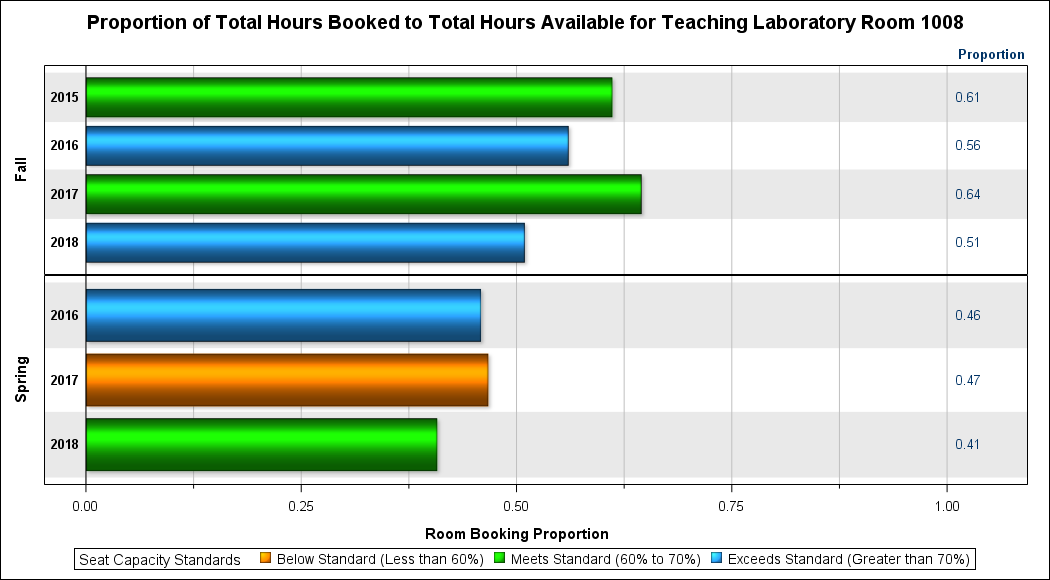 Proportion of Total Hours Booked to Total Hours Available for Teaching Laboratory Room 1008
Proportion
Fall
2015 0.61
2016 0.56
2017 0.64
2018 0.51
Spring
2016 0.46
2017 0.47
2018 0.41
0.00 0.25 0.50 0.75 1.00
Room Booking Proportion
Seat Capacity Standards Below Standard (Less than 60%) Meets Standard (60% to 70%) Exceeds Standard (Greater than 70%)